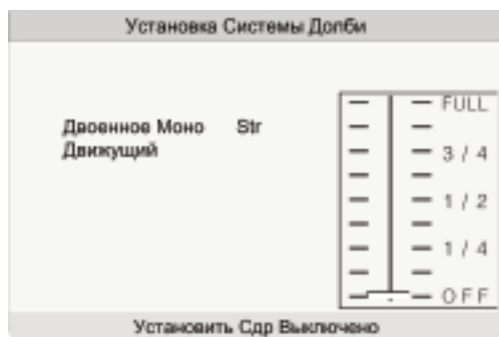 Установка Системы Долби
Двоенное Моно Str
Движущий
FULL
3 / 4
1 / 2
1 / 4
OFF
Установить Сдр Выключено